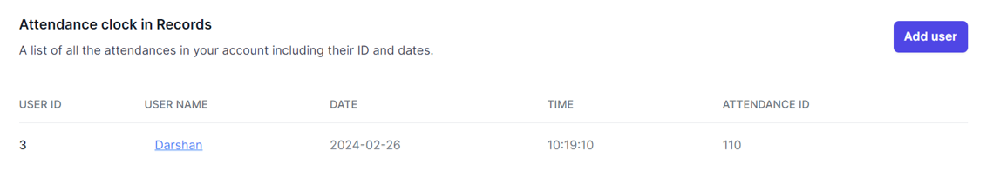 Attendance clock in Records
Add user
A list of all the attendances in your account including their ID and dates.
USER ID USER NAME DATE TIME ATTENDANCE ID
3 Darshan 2024-02-26 10:19:10 110